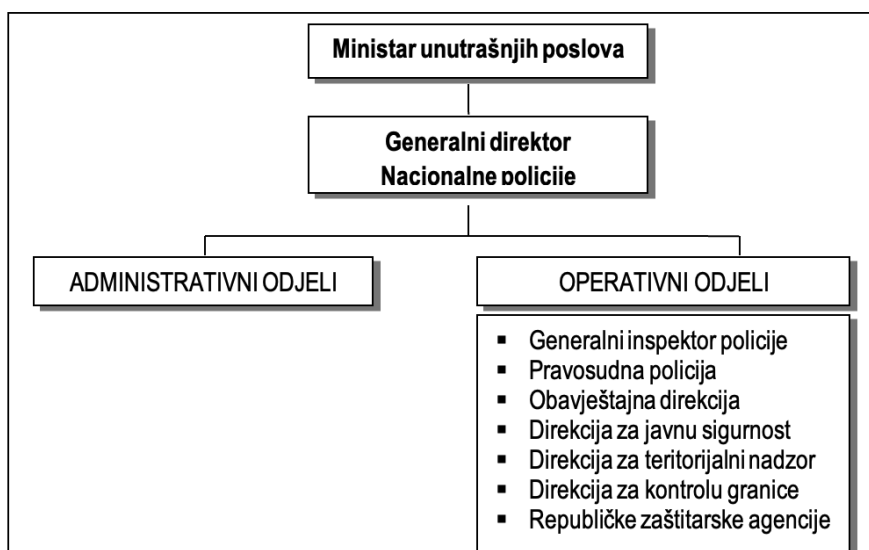 Ministar unutrašnjih poslova
Generalni direktor
Nacionalne policije
ADMINISTRATIVNI ODJELI
OPERATIVNI ODJELI
▪ Generalni inspektor policije
▪ Pravosudna policija
▪ Obavještajna direkcija
▪ Direkcija za javnu sigurnost
▪ Direkcija za teritorijalni nadzor
▪ Direkcija za kontrolu granice
▪ Republičke zaštitarske agencije